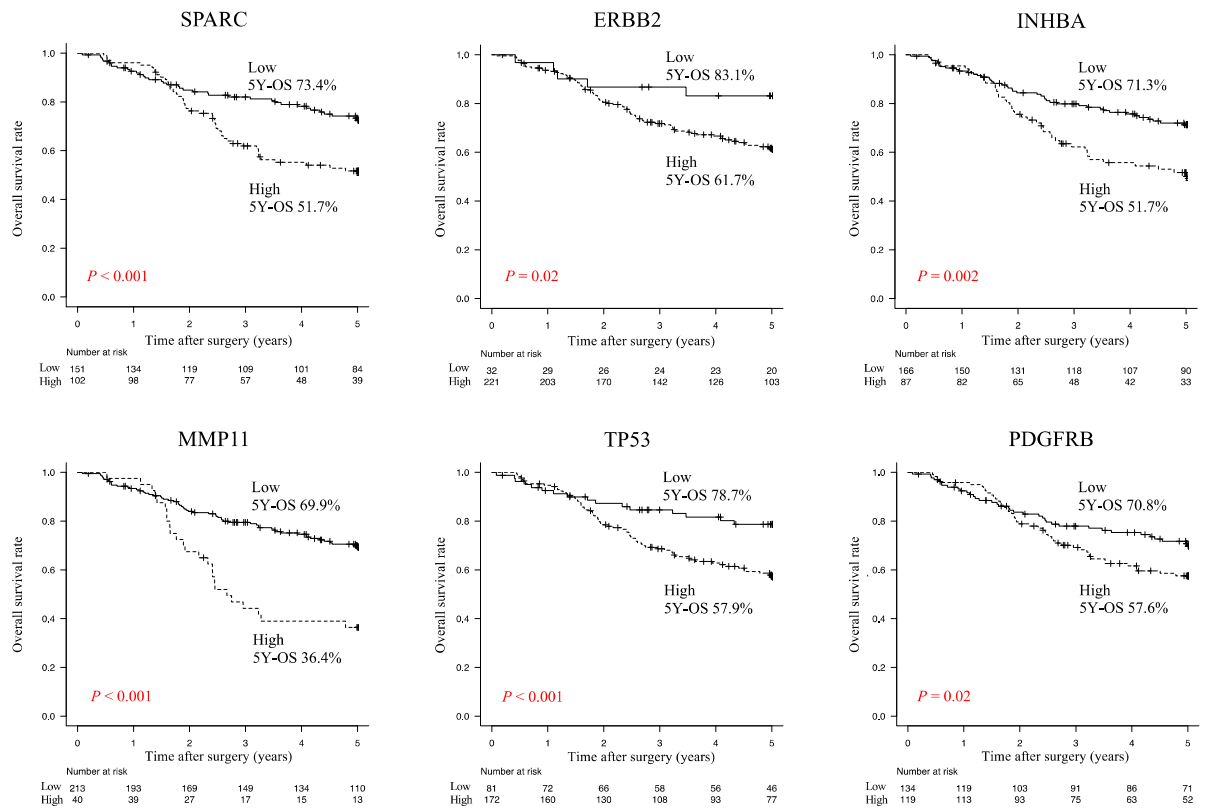 SPARC
Overall survival rate
1.0
0.8
0.6
0.4
0.2
0.0
Low
5Y-OS 73.4%
High
5Y-OS 51.7%
P < 0.001
0 1 2 3 4 5
Time after surgery (years)
Number at risk
Low 151 134 119 109 101 84
High 102 98 77 57 48 39
ERBB2
Overall survival rate
1.0
0.8
0.6
0.4
0.2
0.0
Low
5Y-OS 83.1%
High
5Y-OS 61.7%
P = 0.02
0 1 2 3 4 5
Time after surgery (years)
Number at risk
Low 32 29 26 24 23 20
High 221 203 170 142 126 103
INHBA
Overall survival rate
1.0
0.8
0.6
0.4
0.2
0.0
Low
5Y-OS 71.3%
High
5Y-OS 51.7%
P = 0.002
0 1 2 3 4 5
Time after surgery (years)
Number at risk
Low 166 150 131 118 107 90
High 87 82 65 48 42 33
MMP11
Overall survival rate
1.0
0.8
0.6
0.4
0.2
0.0
Low
5Y-OS 69.9%
High
5Y-OS 36.4%
P < 0.001
0 1 2 3 4 5
Time after surgery (years)
Number at risk
Low 213 193 169 149 134 110
High 40 39 27 17 15 13
TP53
Overall survival rate
1.0
0.8
0.6
0.4
0.2
0.0
Low
5Y-OS 78.7%
High
5Y-OS 57.9%
P < 0.001
0 1 2 3 4 5
Time after surgery (years)
Number at risk
Low 81 72 66 58 56 46
High 172 160 130 108 93 77
PDGFRB
Overall survival rate
1.0
0.8
0.6
0.4
0.2
0.0
Low
5Y-OS 70.8%
High
5Y-OS 57.6%
P = 0.02
0 1 2 3 4 5
Time after surgery (years)
Number at risk
Low 134 119 103 91 86 71
High 119 113 93 75 63 52